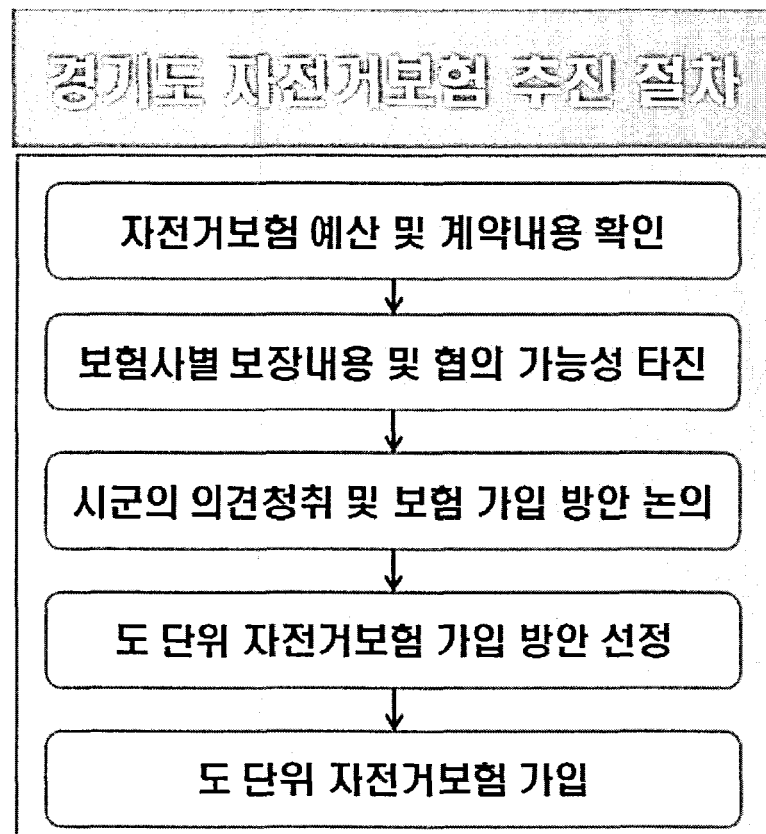 경기도 자전거보험 추진 절차
자전거보험 예산 및 계약내용 확인
보험사별 보장내용 및 협의 가능성 타진
시군의 의견청취 및 보험 가입 방안 논의
도 단위 자전거보험 가입 방안 선정
도 단위 자전거보험 가입